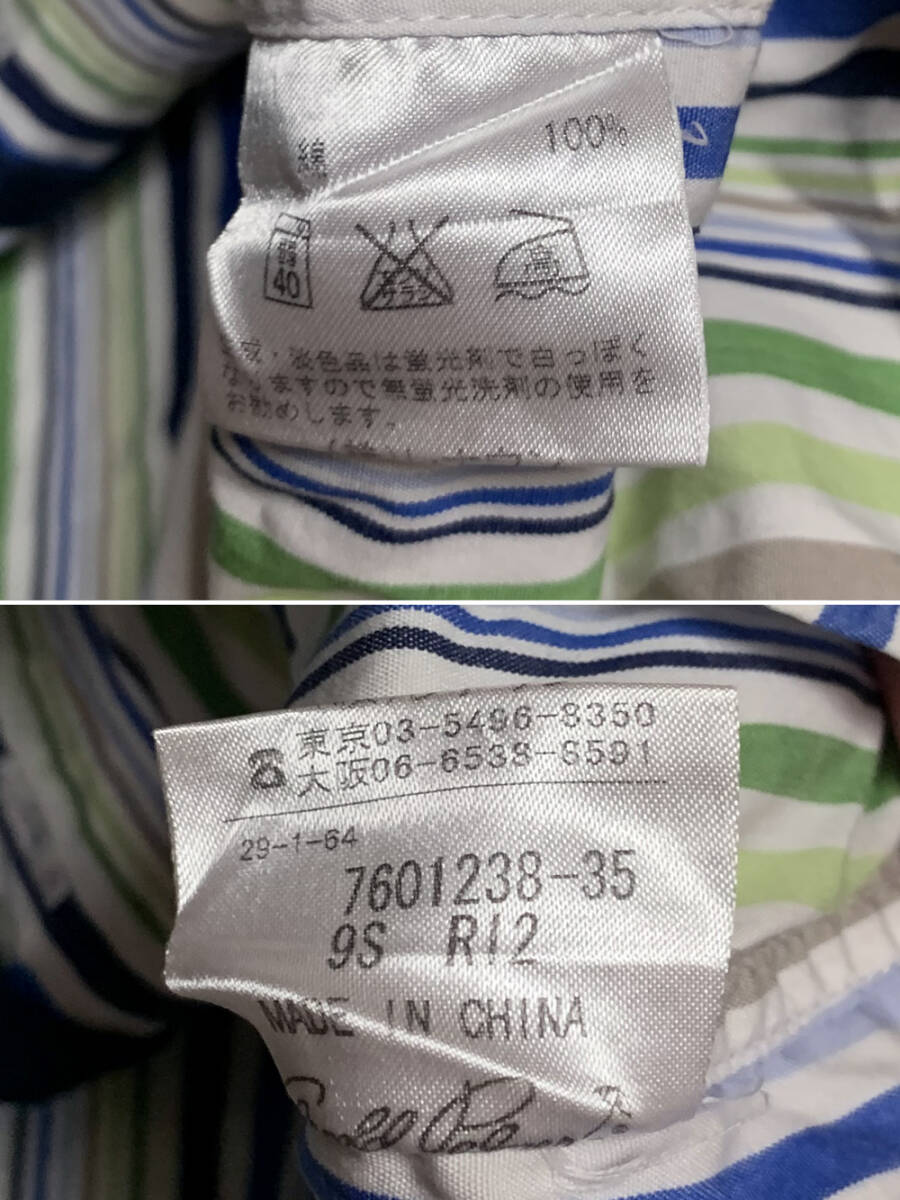 綿 100%
40
高
・淡色品は蛍光剤で白っぽく
なりますので無蛍光洗剤の使用を
お勧めします。
東京03-5496-8350
大阪06-6538-8591
29-1-64
7601238-35
9S R12
MADE IN CHINA